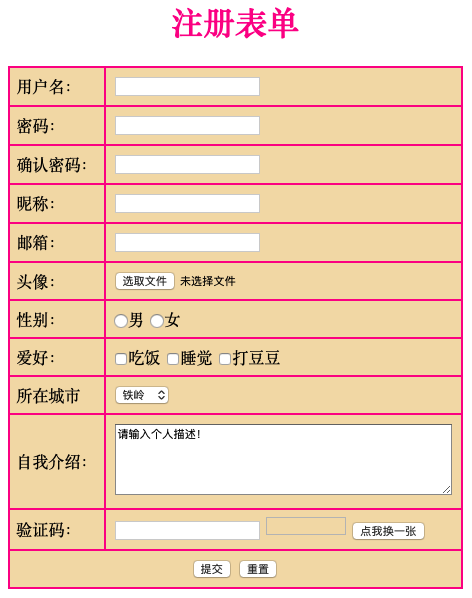 注册表单
用户名:
密码:
确认密码:
昵称:
邮箱:
头像: 选取文件 未选择文件
性别: 男 女
爱好: 吃饭 睡觉 打豆豆
所在城市 铁岭
自我介绍: 请输入个人描述!
验证码: 点我换一张
提交 重置